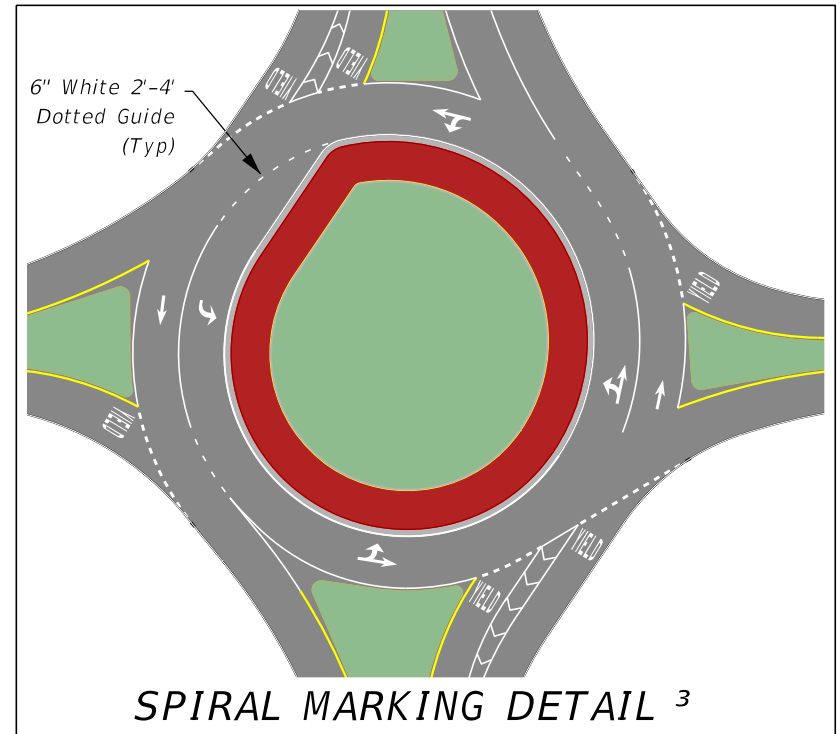 6" White 2'-4'
Dotted Guide
(Typ)
YIELD
YIELD
YIELD
YIELD
YIELD
YIELD
SPIRAL MARKING DETAIL ³